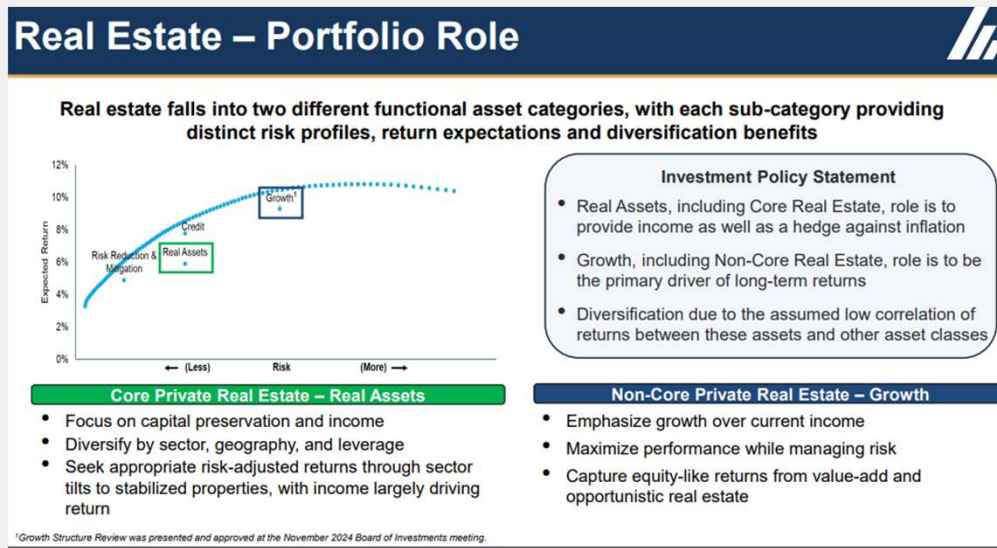 Real Estate – Portfolio Role
Real estate falls into two different functional asset categories, with each sub-category providing
distinct risk profiles, return expectations and diversification benefits
12%
10%
8%
6%
4%
2%
0%
Expected Return
Growth¹
Credit
Risk Reduction &
Mitigation
Real Assets
← (Less)
Risk
(More) →
Investment Policy Statement
• Real Assets, including Core Real Estate, role is to
provide income as well as a hedge against inflation
• Growth, including Non-Core Real Estate, role is to be
the primary driver of long-term returns
• Diversification due to the assumed low correlation of
returns between these assets and other asset classes
Core Private Real Estate – Real Assets
• Focus on capital preservation and income
• Diversify by sector, geography, and leverage
• Seek appropriate risk-adjusted returns through sector
tilts to stabilized properties, with income largely driving
return
Non-Core Private Real Estate – Growth
• Emphasize growth over current income
• Maximize performance while managing risk
• Capture equity-like returns from value-add and
opportunistic real estate
¹Growth Structure Review was presented and approved at the November 2024 Board of Investments meeting.